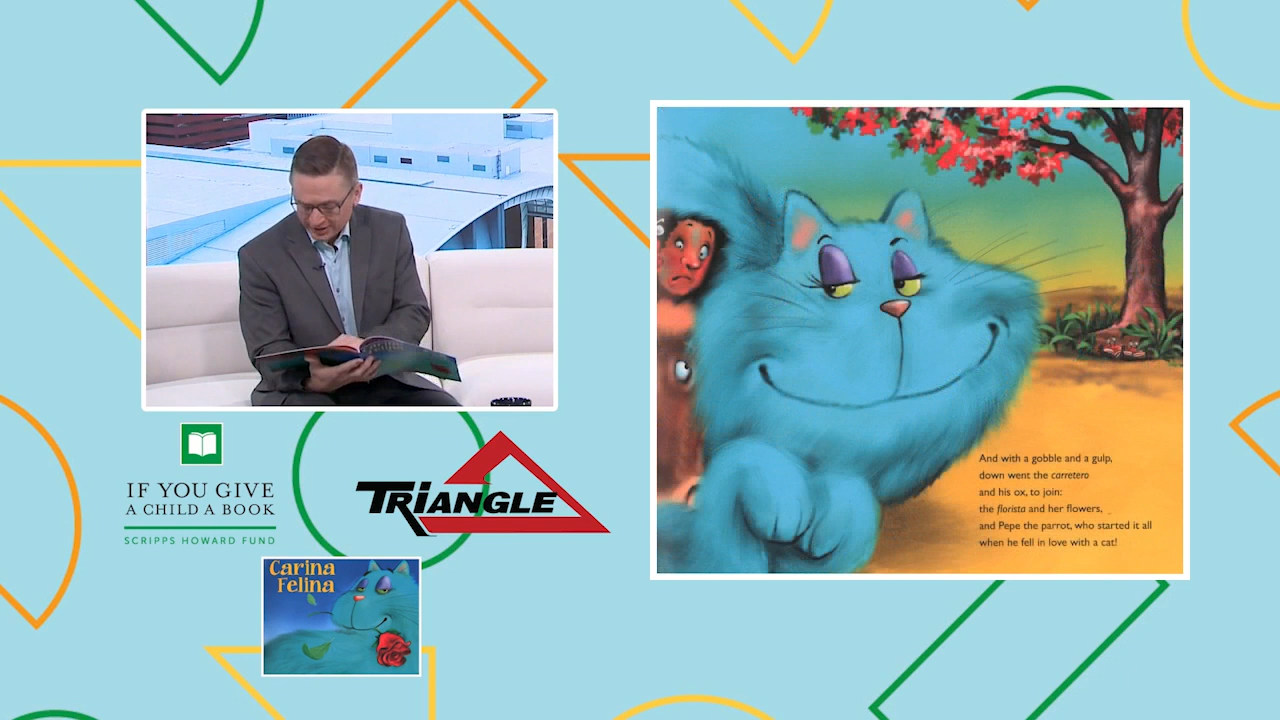 IF YOU GIVE
A CHILD A BOOK
SCRIPPS HOWARD FUND
TRiANGLE
Carina
Felina
And with a gobble and a gulp,
down went the carretero
and his ox, to join:
the florista and her flowers,
and Pepe the parrot, who started it all
when he fell in love with a cat!